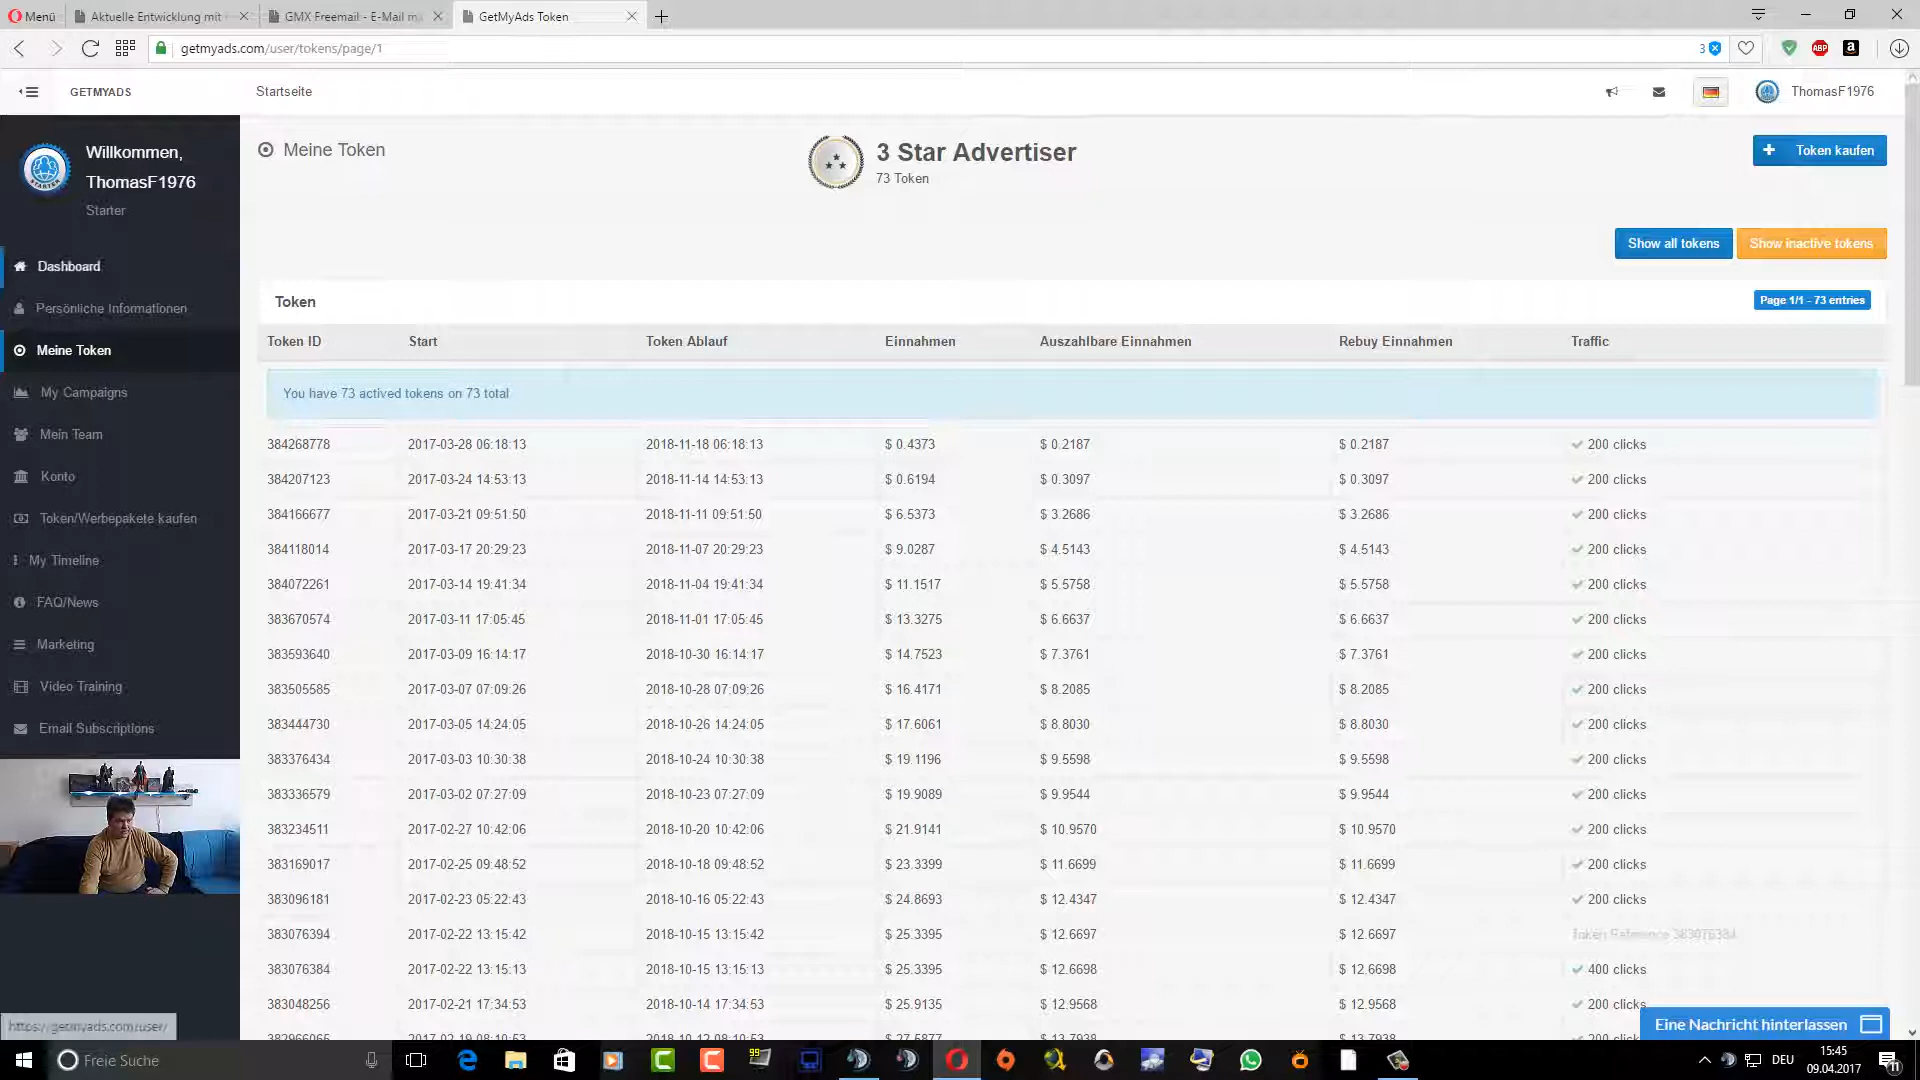 Menü
Aktuelle Entwicklung mit
GMX Freemail - E-Mail m
GetMyAds Token
getmyads.com/user/tokens/page/1
3
ABP
a
GETMYADS
Startseite
ThomasF1976
Willkommen,
ThomasF1976
Starter
STARTER
Meine Token
3 Star Advertiser
73 Token
Token kaufen
Show all tokens
Show inactive tokens
Dashboard
Persönliche Informationen
Meine Token
My Campaigns
Mein Team
Konto
Token/Werbepakete kaufen
My Timeline
FAQ/News
Marketing
Video Training
Email Subscriptions
Token
Page 1/1 - 73 entries
Token ID Start Token Ablauf Einnahmen Auszahlbare Einnahmen Rebuy Einnahmen Traffic
You have 73 actived tokens on 73 total
384268778 2017-03-28 06:18:13 2018-11-18 06:18:13 $ 0.4373 $ 0.2187 $ 0.2187 200 clicks
384207123 2017-03-24 14:53:13 2018-11-14 14:53:13 $ 0.6194 $ 0.3097 $ 0.3097 200 clicks
384166677 2017-03-21 09:51:50 2018-11-11 09:51:50 $ 6.5373 $ 3.2686 $ 3.2686 200 clicks
384118014 2017-03-17 20:29:23 2018-11-07 20:29:23 $ 9.0287 $ 4.5143 $ 4.5143 200 clicks
384072261 2017-03-14 19:41:34 2018-11-04 19:41:34 $ 11.1517 $ 5.5758 $ 5.5758 200 clicks
383670574 2017-03-11 17:05:45 2018-11-01 17:05:45 $ 13.3275 $ 6.6637 $ 6.6637 200 clicks
383593640 2017-03-09 16:14:17 2018-10-30 16:14:17 $ 14.7523 $ 7.3761 $ 7.3761 200 clicks
383505585 2017-03-07 07:09:26 2018-10-28 07:09:26 $ 16.4171 $ 8.2085 $ 8.2085 200 clicks
383444730 2017-03-05 14:24:05 2018-10-26 14:24:05 $ 17.6061 $ 8.8030 $ 8.8030 200 clicks
383376434 2017-03-03 10:30:38 2018-10-24 10:30:38 $ 19.1196 $ 9.5598 $ 9.5598 200 clicks
383336579 2017-03-02 07:27:09 2018-10-23 07:27:09 $ 19.9089 $ 9.9544 $ 9.9544 200 clicks
383234511 2017-02-27 10:42:06 2018-10-20 10:42:06 $ 21.9141 $ 10.9570 $ 10.9570 200 clicks
383169017 2017-02-25 09:48:52 2018-10-18 09:48:52 $ 23.3399 $ 11.6699 $ 11.6699 200 clicks
383096181 2017-02-23 05:22:43 2018-10-16 05:22:43 $ 24.8693 $ 12.4347 $ 12.4347 200 clicks
383076394 2017-02-22 13:15:42 2018-10-15 13:15:42 $ 25.3395 $ 12.6697 $ 12.6697 Token Reference 383076384
383076384 2017-02-22 13:15:13 2018-10-15 13:15:13 $ 25.3395 $ 12.6698 $ 12.6698 400 clicks
383048256 2017-02-21 17:34:53 2018-10-14 17:34:53 $ 25.9135 $ 12.9568 $ 12.9568 200 clicks
Eine Nachricht hinterlassen
https://getmyads.com/user/
Freie Suche
99
DEU
15:45
09.04.2017
11